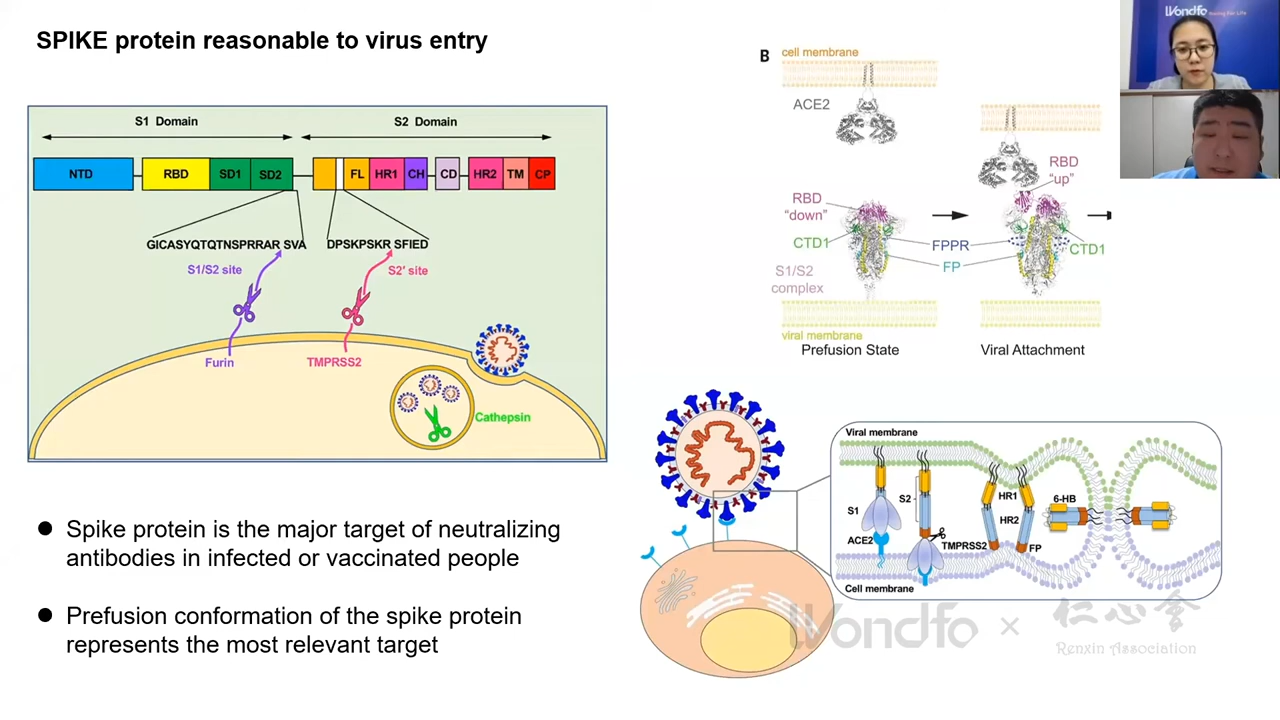 SPIKE protein reasonable to virus entry
S1 Domain
S2 Domain
NTD
RBD
SD1
SD2
FL
HR1
CH
CD
HR2
TM
CP
GICASYQTQTNSPRRAR SVA
DPSKPSKR SFIED
S1/S2 site
S2' site
Furin
TMPRSS2
Cathepsin
Spike protein is the major target of neutralizing
antibodies in infected or vaccinated people
Prefusion conformation of the spike protein
represents the most relevant target
B
cell membrane
ACE2
RBD
"down"
CTD1
S1/S2
complex
viral membrane
Prefusion State
FPPR
FP
RBD
"up"
CTD1
Viral Attachment
Viral membrane
S1
ACE2
S2
TMPRSS2
HR1
HR2
FP
6-HB
Cell membrane
Wondfo × 仁心會
Renxin Association
Wondfo Caring for Life